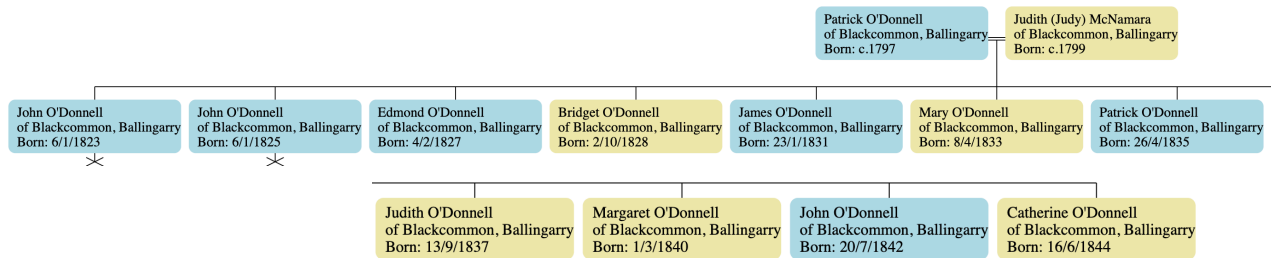 Patrick O'Donnell
of Blackcommon, Ballingarry
Born: c.1797
Judith (Judy) McNamara
of Blackcommon, Ballingarry
Born: c.1799
John O'Donnell
of Blackcommon, Ballingarry
Born: 6/1/1823
John O'Donnell
of Blackcommon, Ballingarry
Born: 6/1/1825
Edmond O'Donnell
of Blackcommon, Ballingarry
Born: 4/2/1827
Bridget O'Donnell
of Blackcommon, Ballingarry
Born: 2/10/1828
James O'Donnell
of Blackcommon, Ballingarry
Born: 23/1/1831
Mary O'Donnell
of Blackcommon, Ballingarry
Born: 8/4/1833
Patrick O'Donnell
of Blackcommon, Ballingarry
Born: 26/4/1835
Judith O'Donnell
of Blackcommon, Ballingarry
Born: 13/9/1837
Margaret O'Donnell
of Blackcommon, Ballingarry
Born: 1/3/1840
John O'Donnell
of Blackcommon, Ballingarry
Born: 20/7/1842
Catherine O'Donnell
of Blackcommon, Ballingarry
Born: 16/6/1844